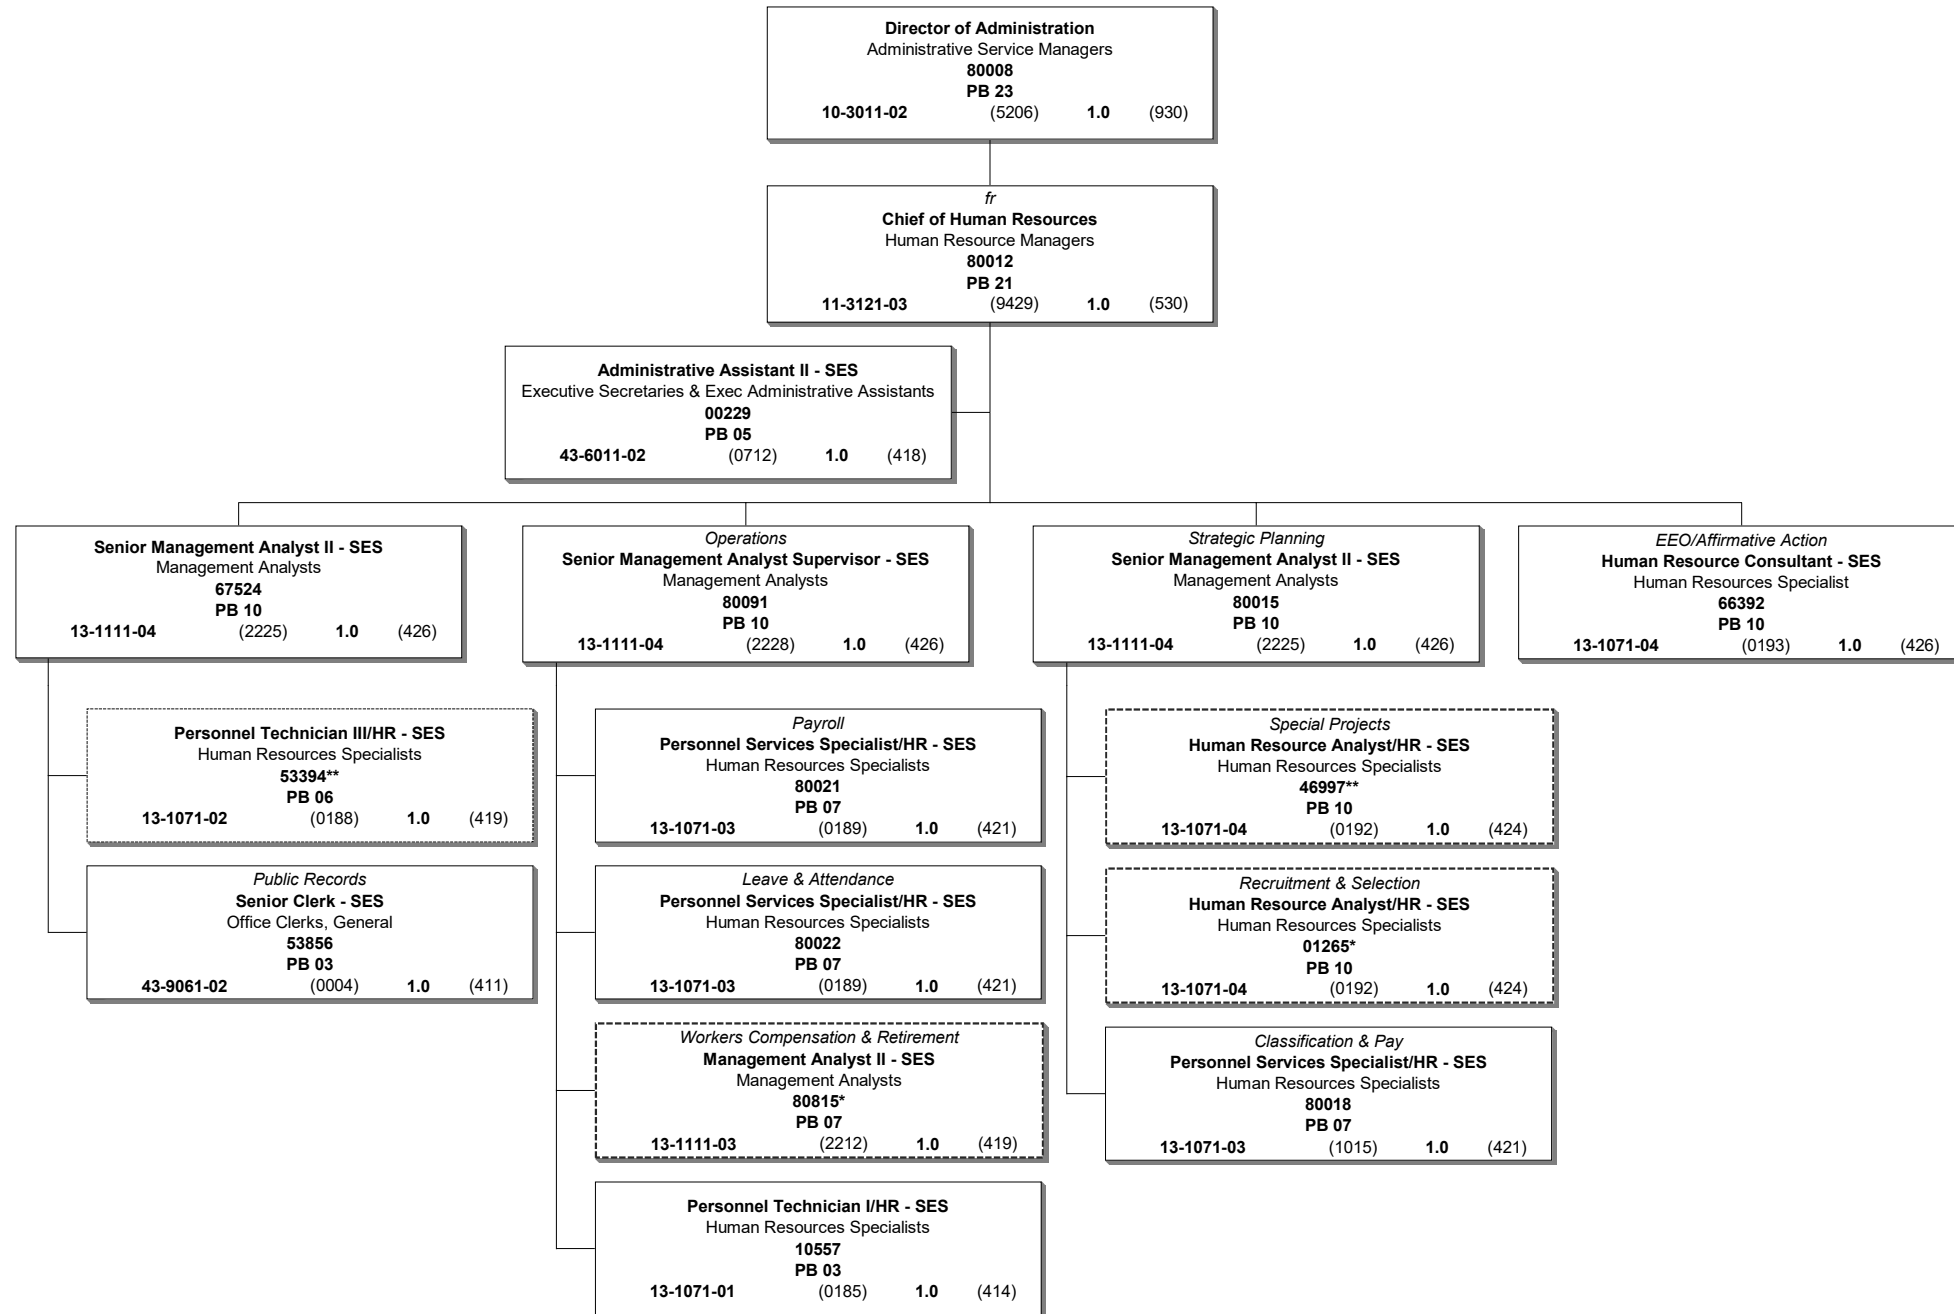 Director of Administration
Administrative Service Managers
80008
PB 23
10-3011-02 (5206) 1.0 (930)
fr
Chief of Human Resources
Human Resource Managers
80012
PB 21
11-3121-03 (9429) 1.0 (530)
Administrative Assistant II - SES
Executive Secretaries & Exec Administrative Assistants
00229
PB 05
43-6011-02 (0712) 1.0 (418)
Senior Management Analyst II - SES
Management Analysts
67524
PB 10
13-1111-04 (2225) 1.0 (426)
Operations
Senior Management Analyst Supervisor - SES
Management Analysts
80091
PB 10
13-1111-04 (2228) 1.0 (426)
Strategic Planning
Senior Management Analyst II - SES
Management Analysts
80015
PB 10
13-1111-04 (2225) 1.0 (426)
EEO/Affirmative Action
Human Resource Consultant - SES
Human Resources Specialist
66392
PB 10
13-1071-04 (0193) 1.0 (426)
Personnel Technician III/HR - SES
Human Resources Specialists
53394**
PB 06
13-1071-02 (0188) 1.0 (419)
Public Records
Senior Clerk - SES
Office Clerks, General
53856
PB 03
43-9061-02 (0004) 1.0 (411)
Payroll
Personnel Services Specialist/HR - SES
Human Resources Specialists
80021
PB 07
13-1071-03 (0189) 1.0 (421)
Leave & Attendance
Personnel Services Specialist/HR - SES
Human Resources Specialists
80022
PB 07
13-1071-03 (0189) 1.0 (421)
Workers Compensation & Retirement
Management Analyst II - SES
Management Analysts
80815*
PB 07
13-1111-03 (2212) 1.0 (419)
Personnel Technician I/HR - SES
Human Resources Specialists
10557
PB 03
13-1071-01 (0185) 1.0 (414)
Special Projects
Human Resource Analyst/HR - SES
Human Resources Specialists
46997**
PB 10
13-1071-04 (0192) 1.0 (424)
Recruitment & Selection
Human Resource Analyst/HR - SES
Human Resources Specialists
01265*
PB 10
13-1071-04 (0192) 1.0 (424)
Classification & Pay
Personnel Services Specialist/HR - SES
Human Resources Specialists
80018
PB 07
13-1071-03 (1015) 1.0 (421)